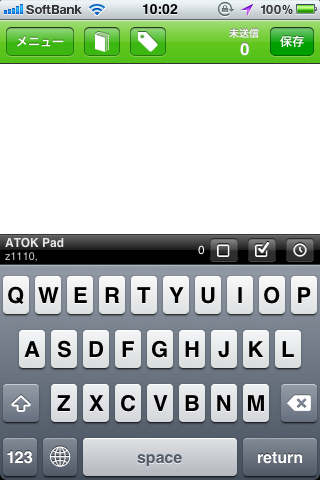 SoftBank 10:02 100%
メニュー 未送信 0 保存
ATOK Pad
z1110, 0
Q W E R T Y U I O P
A S D F G H J K L
Z X C V B N M
123 space return